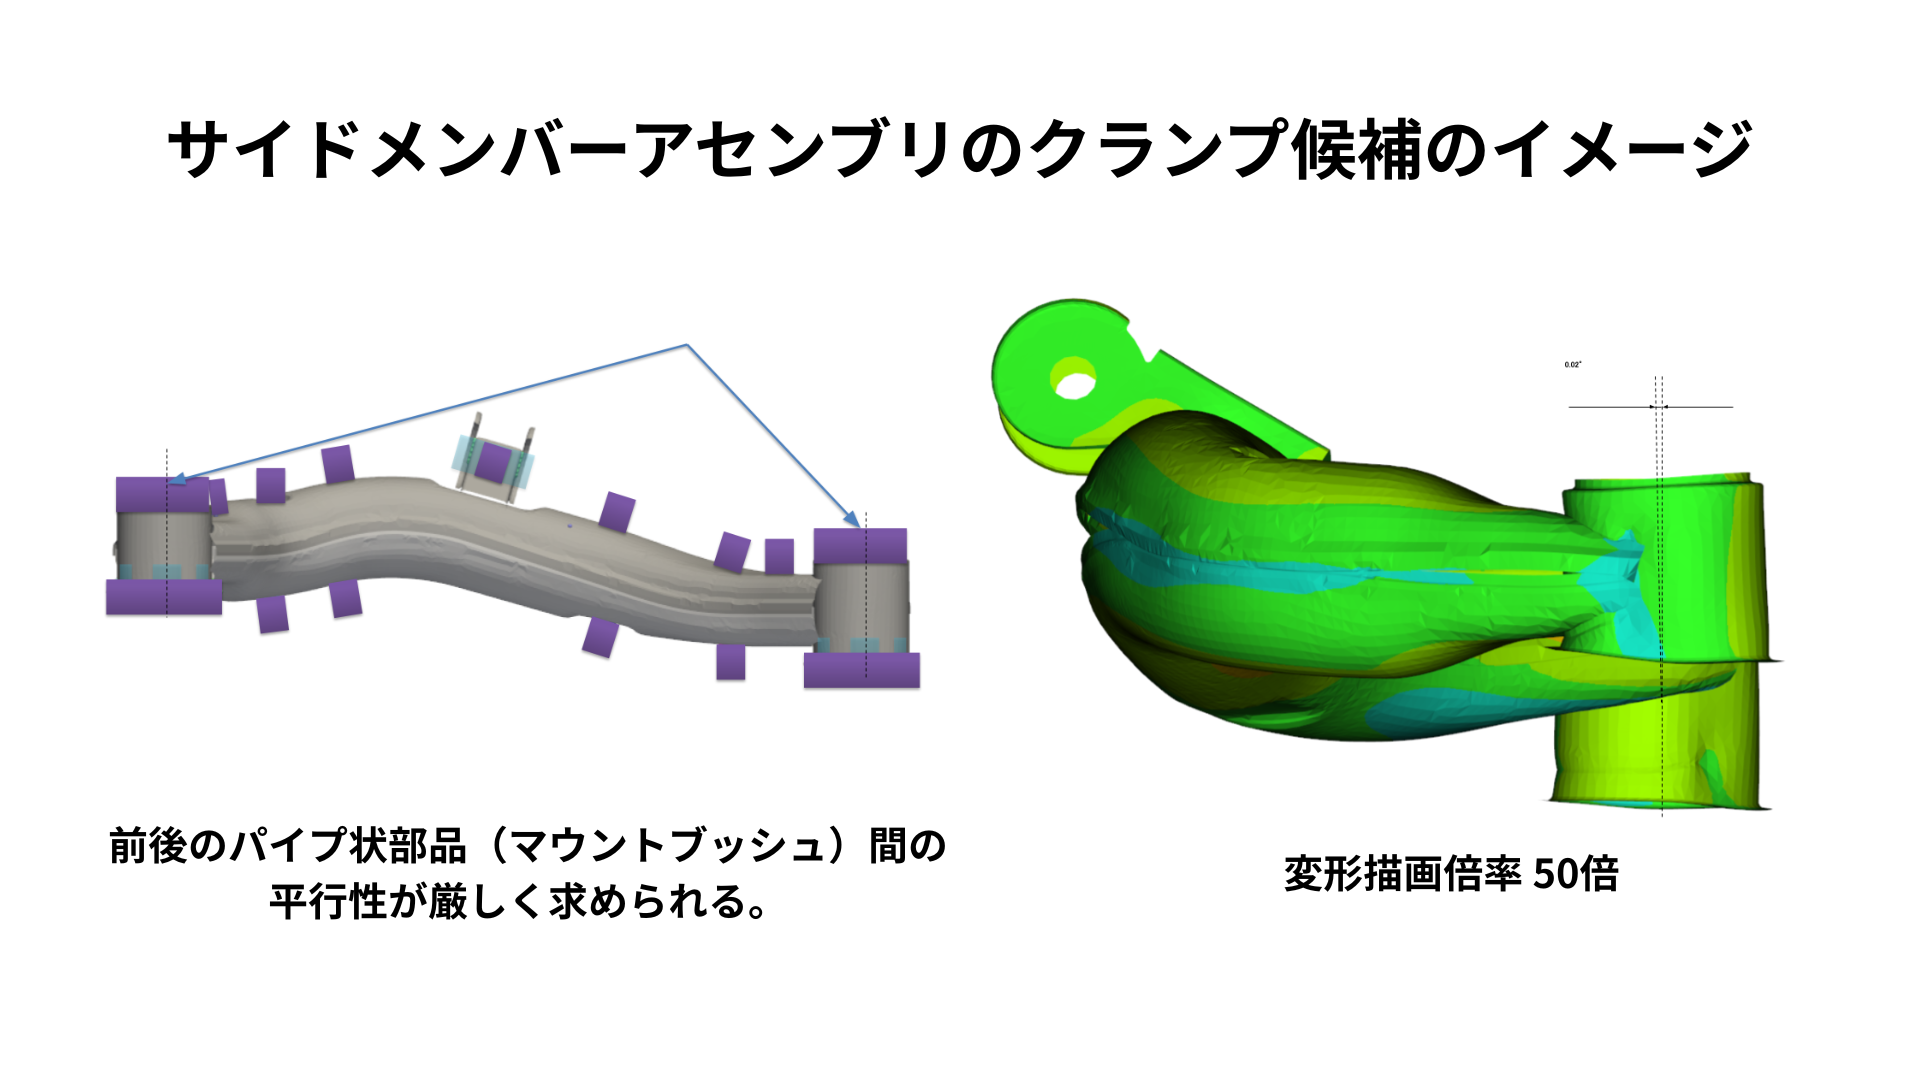 サイドメンバーアセンブリのクランプ候補のイメージ
0.02°
前後のパイプ状部品（マウントブッシュ）間の
平行性が厳しく求められる。
変形描画倍率 50倍